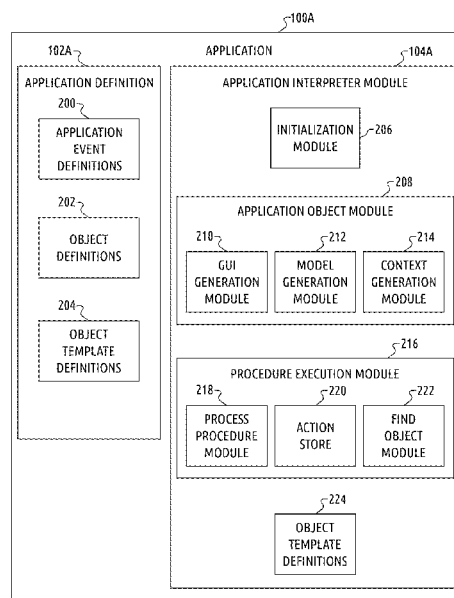 100A
APPLICATION
102A
APPLICATION DEFINITION
200
APPLICATION
EVENT
DEFINITIONS
202
OBJECT
DEFINITIONS
204
OBJECT
TEMPLATE
DEFINITIONS
104A
APPLICATION INTERPRETER MODULE
INITIALIZATION
MODULE
206
208
APPLICATION OBJECT MODULE
210
GUI
GENERATION
MODULE
212
MODEL
GENERATION
MODULE
214
CONTEXT
GENERATION
MODULE
216
PROCEDURE EXECUTION MODULE
218
PROCESS
PROCEDURE
MODULE
220
ACTION
STORE
222
FIND
OBJECT
MODULE
224
OBJECT
TEMPLATE
DEFINITIONS